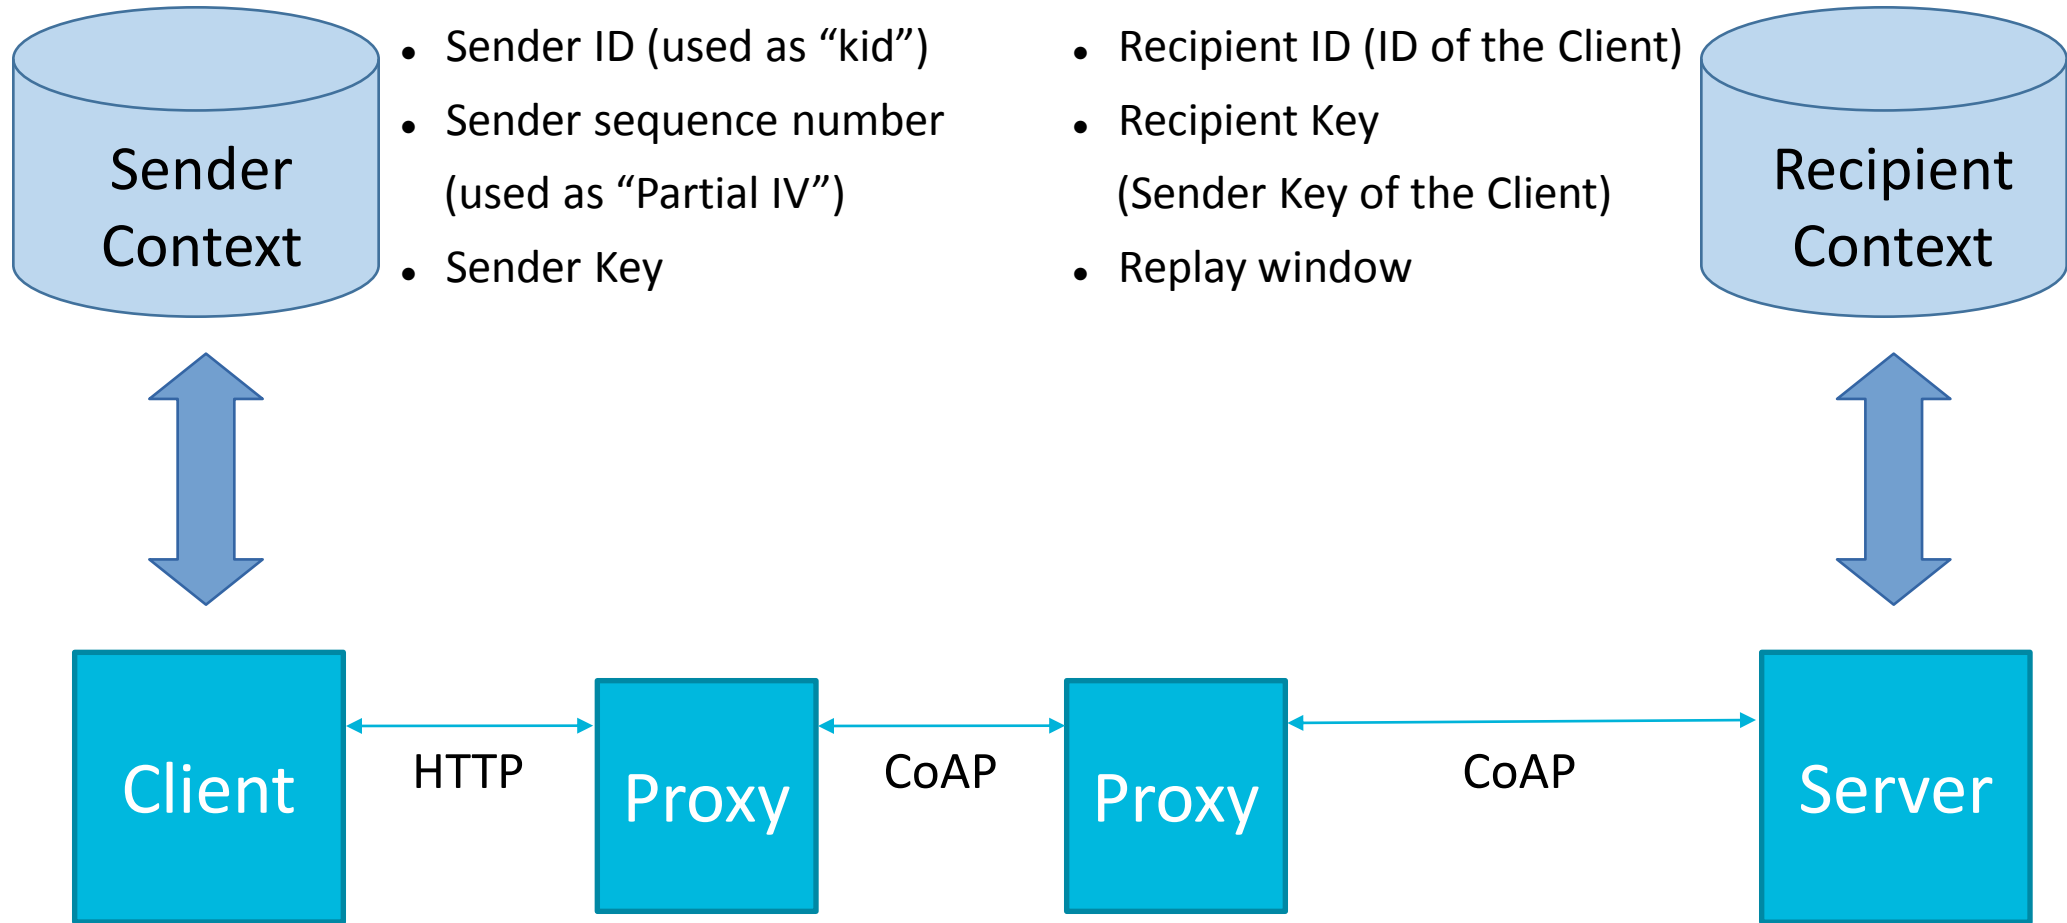 Sender
Context
• Sender ID (used as “kid”)
• Sender sequence number
(used as “Partial IV”)
• Sender Key
• Recipient ID (ID of the Client)
• Recipient Key
(Sender Key of the Client)
• Replay window
Recipient
Context
Client
HTTP
Proxy
CoAP
Proxy
CoAP
Server